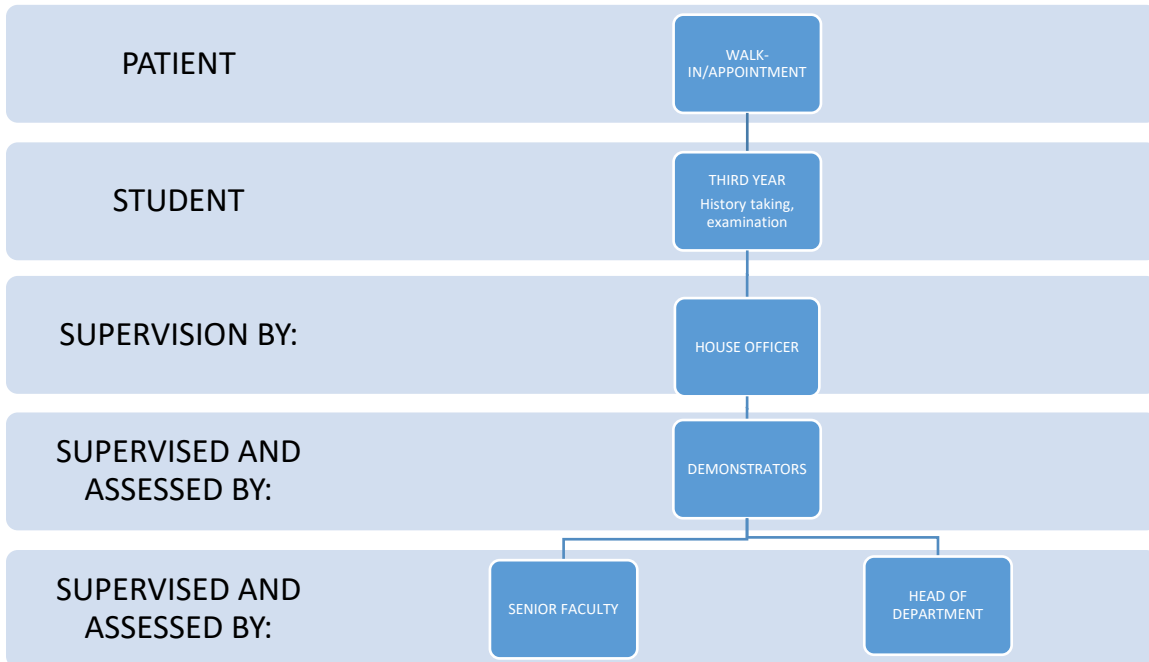 PATIENT
WALK-
IN/APPOINTMENT
STUDENT
THIRD YEAR
History taking,
examination
SUPERVISION BY:
HOUSE OFFICER
SUPERVISED AND
ASSESSED BY:
DEMONSTRATORS
SUPERVISED AND
ASSESSED BY:
SENIOR FACULTY
HEAD OF
DEPARTMENT